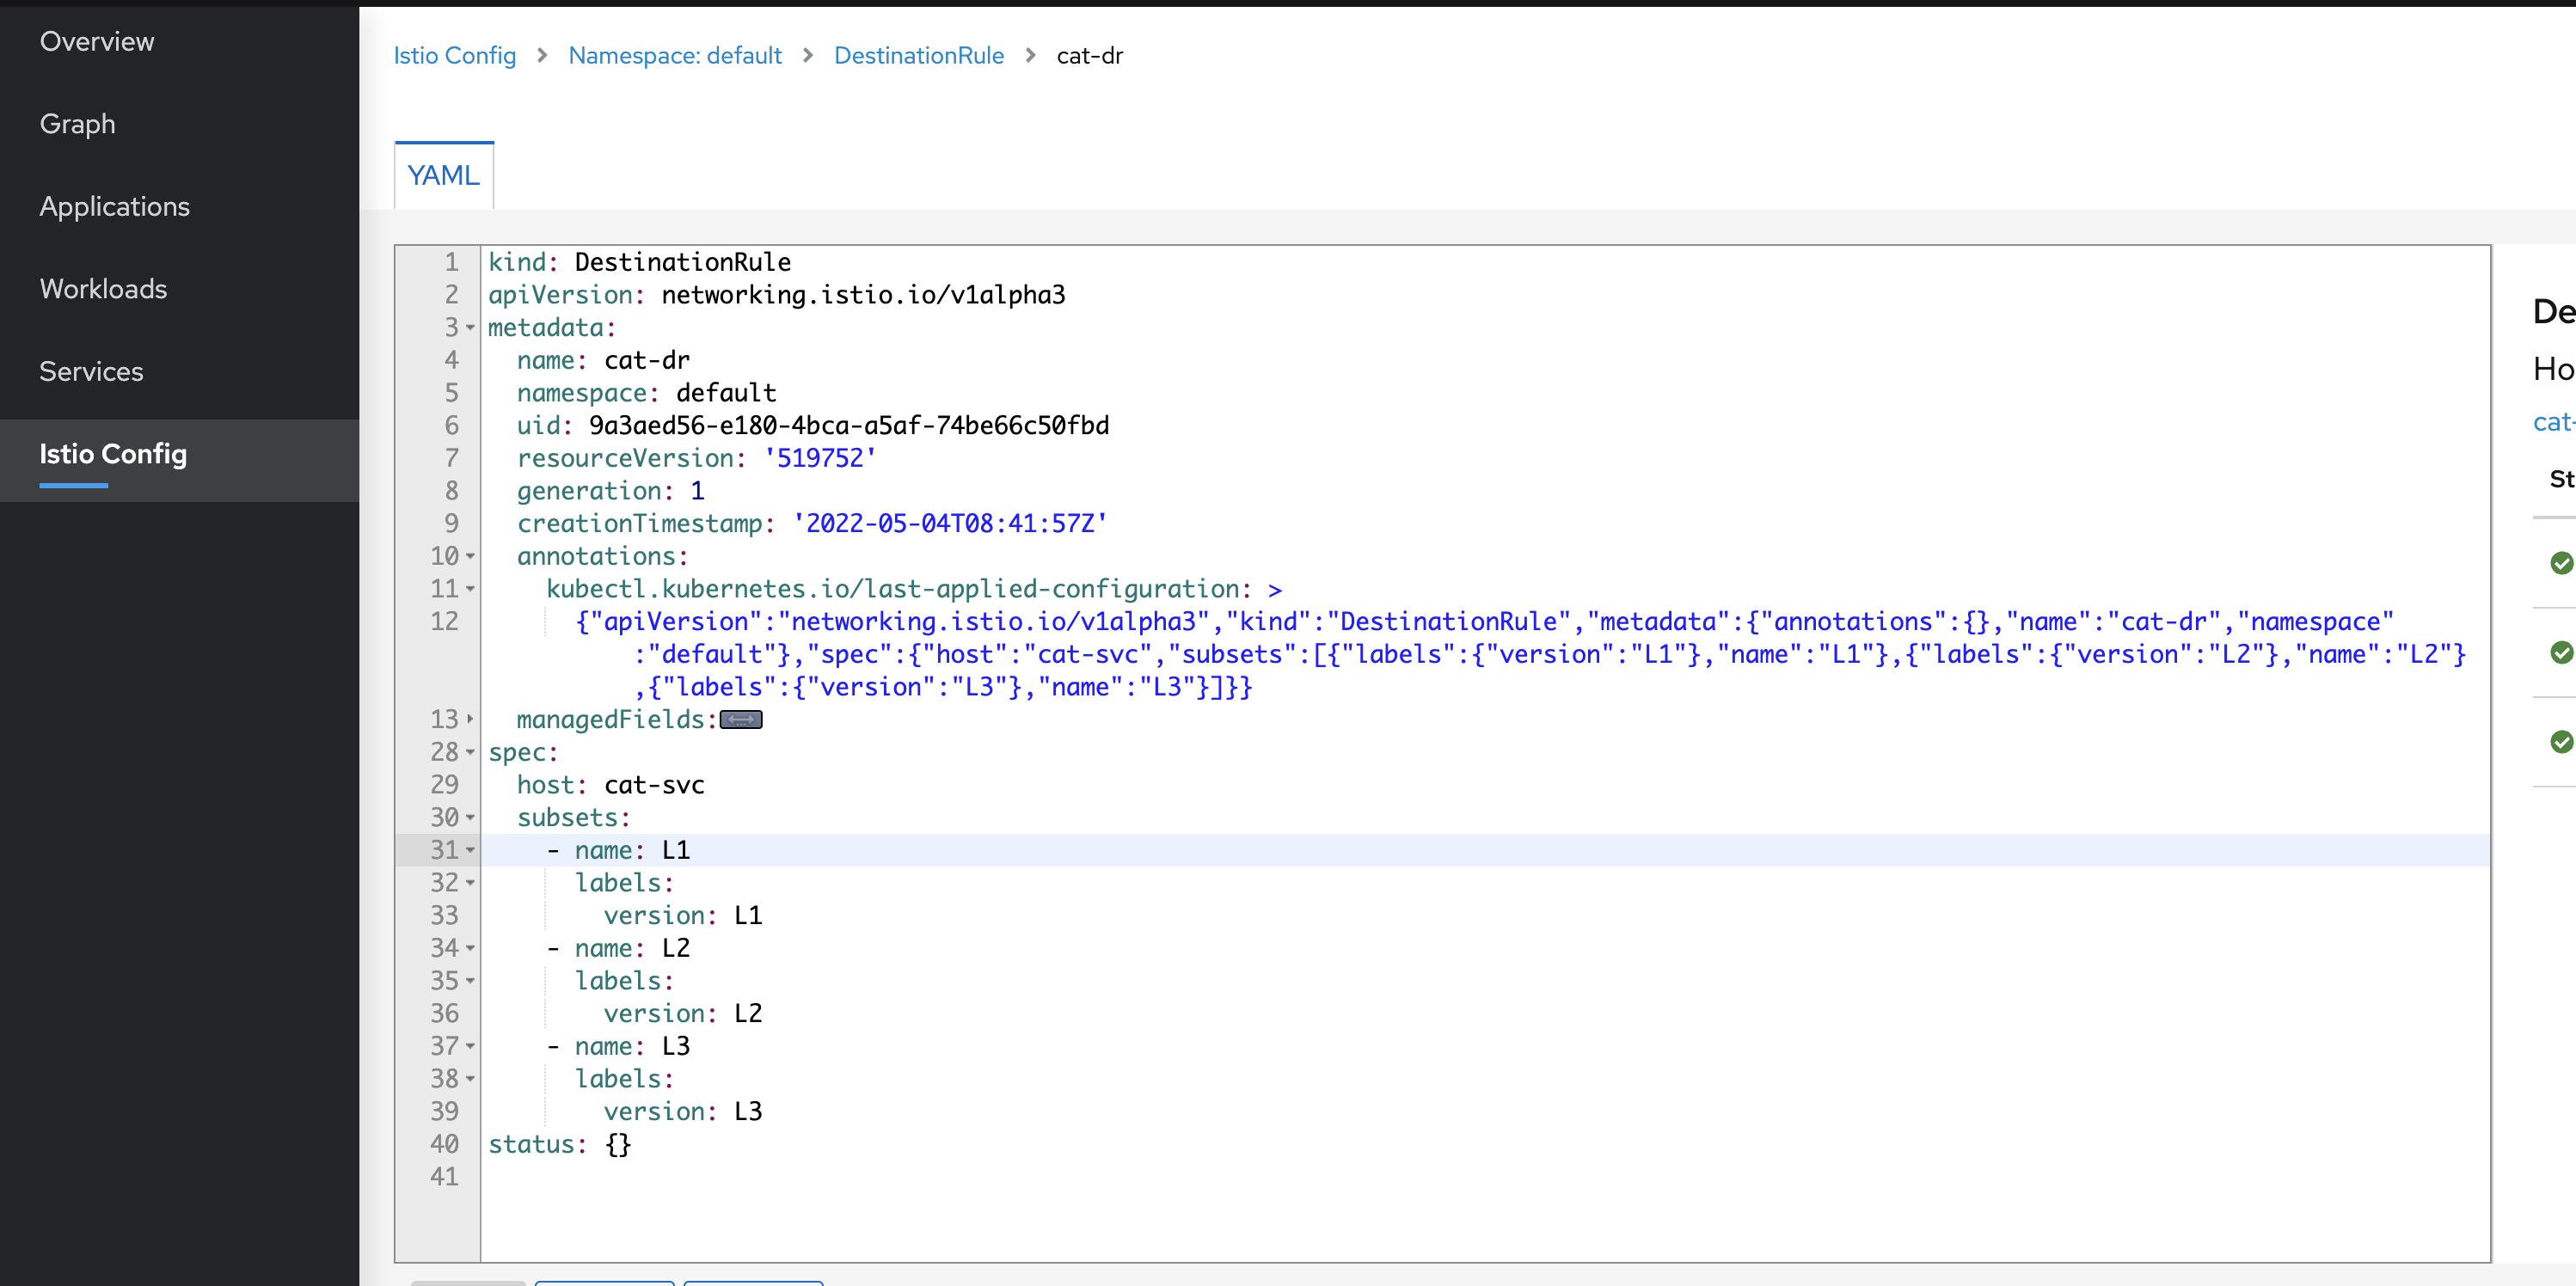 Overview
Graph
Applications
Workloads
Services
Istio Config
Istio Config > Namespace: default > DestinationRule > cat-dr
YAML
1 kind: DestinationRule
2 apiVersion: networking.istio.io/v1alpha3
3 metadata:
4   name: cat-dr
5   namespace: default
6   uid: 9a3aed56-e180-4bca-a5af-74be66c50fbd
7   resourceVersion: '519752'
8   generation: 1
9   creationTimestamp: '2022-05-04T08:41:57Z'
10   annotations:
11     kubectl.kubernetes.io/last-applied-configuration: >
12       {"apiVersion":"networking.istio.io/v1alpha3","kind":"DestinationRule","metadata":{"annotations":{},"name":"cat-dr","namespace"
:"default"},"spec":{"host":"cat-svc","subsets":[{"labels":{"version":"L1"},"name":"L1"},{"labels":{"version":"L2"},"name":"L2"}
,{"labels":{"version":"L3"},"name":"L3"}]}}
13   managedFields:
28 spec:
29   host: cat-svc
30   subsets:
31     - name: L1
32       labels:
33         version: L1
34     - name: L2
35       labels:
36         version: L2
37     - name: L3
38       labels:
39         version: L3
40 status: {}
41
De
Ho
cat-
St